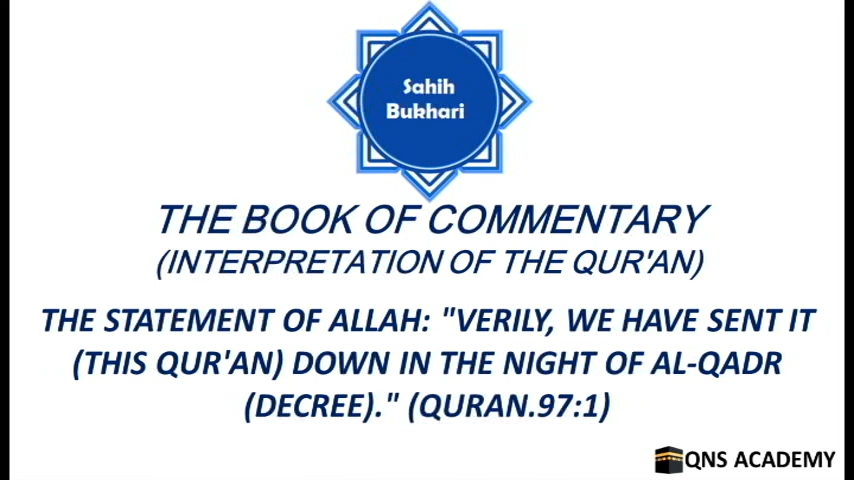 Sahih
Bukhari
THE BOOK OF COMMENTARY
(INTERPRETATION OF THE QUR'AN)
THE STATEMENT OF ALLAH: "VERILY, WE HAVE SENT IT
(THIS QUR'AN) DOWN IN THE NIGHT OF AL-QADR
(DECREE)." (QURAN.97:1)
QNS ACADEMY